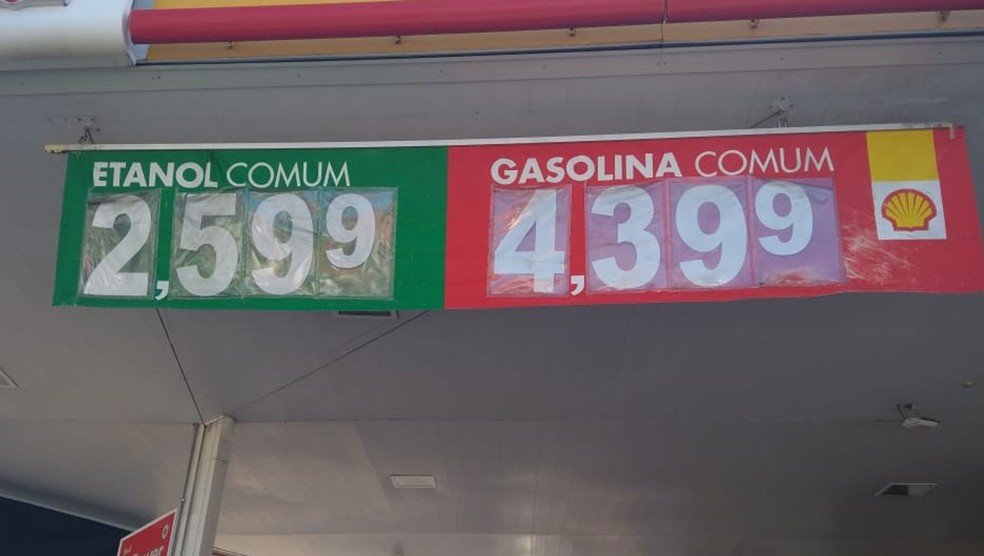 ETANOL COMUM
2,599
GASOLINA COMUM
4,399